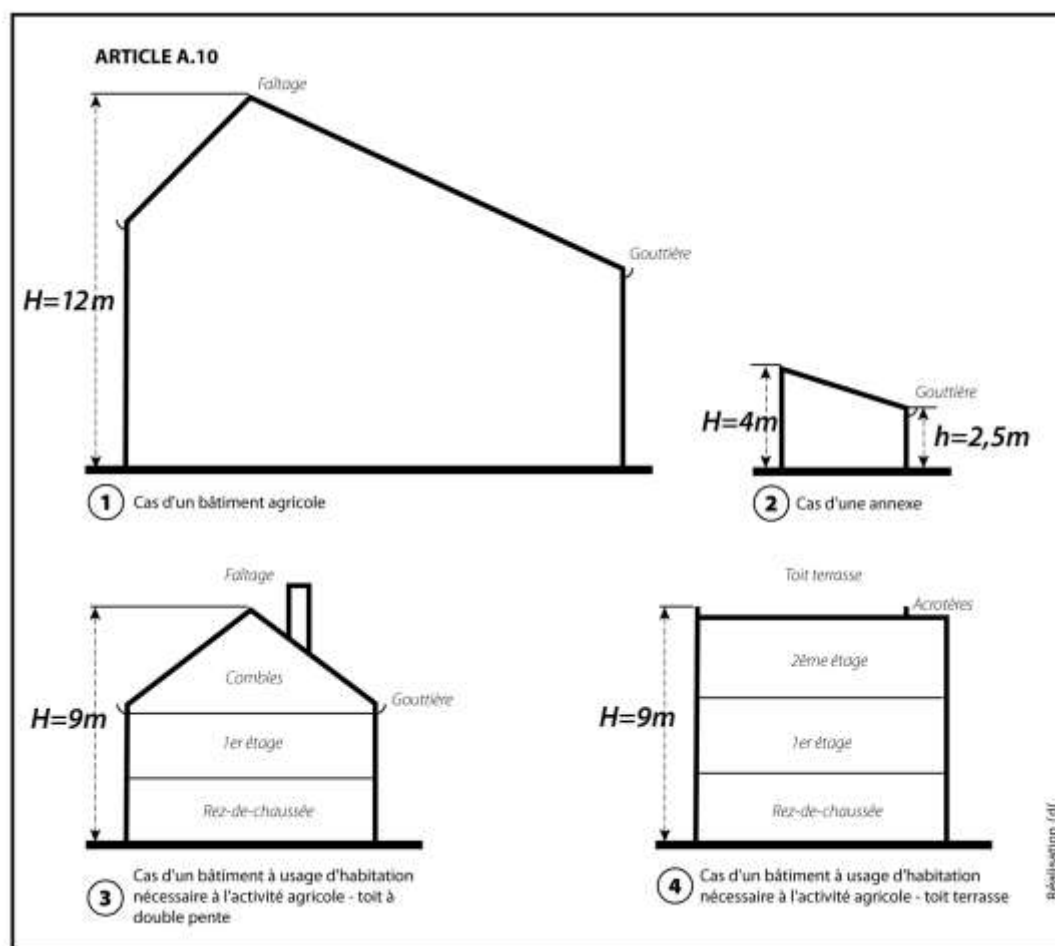 ARTICLE A.10
Faîtage
Gouttière
H=12m
Gouttière
H=4m
h=2,5m
1 Cas d'un bâtiment agricole
2 Cas d'une annexe
Faîtage
Combles
Gouttière
H=9m
1er étage
Rez-de-chaussée
3 Cas d'un bâtiment à usage d'habitation
nécessaire à l'activité agricole - toit à
double pente
Toit terrasse
Acrotères
2ème étage
H=9m
1er étage
Rez-de-chaussée
4 Cas d'un bâtiment à usage d'habitation
nécessaire à l'activité agricole - toit terrasse
Réalisation